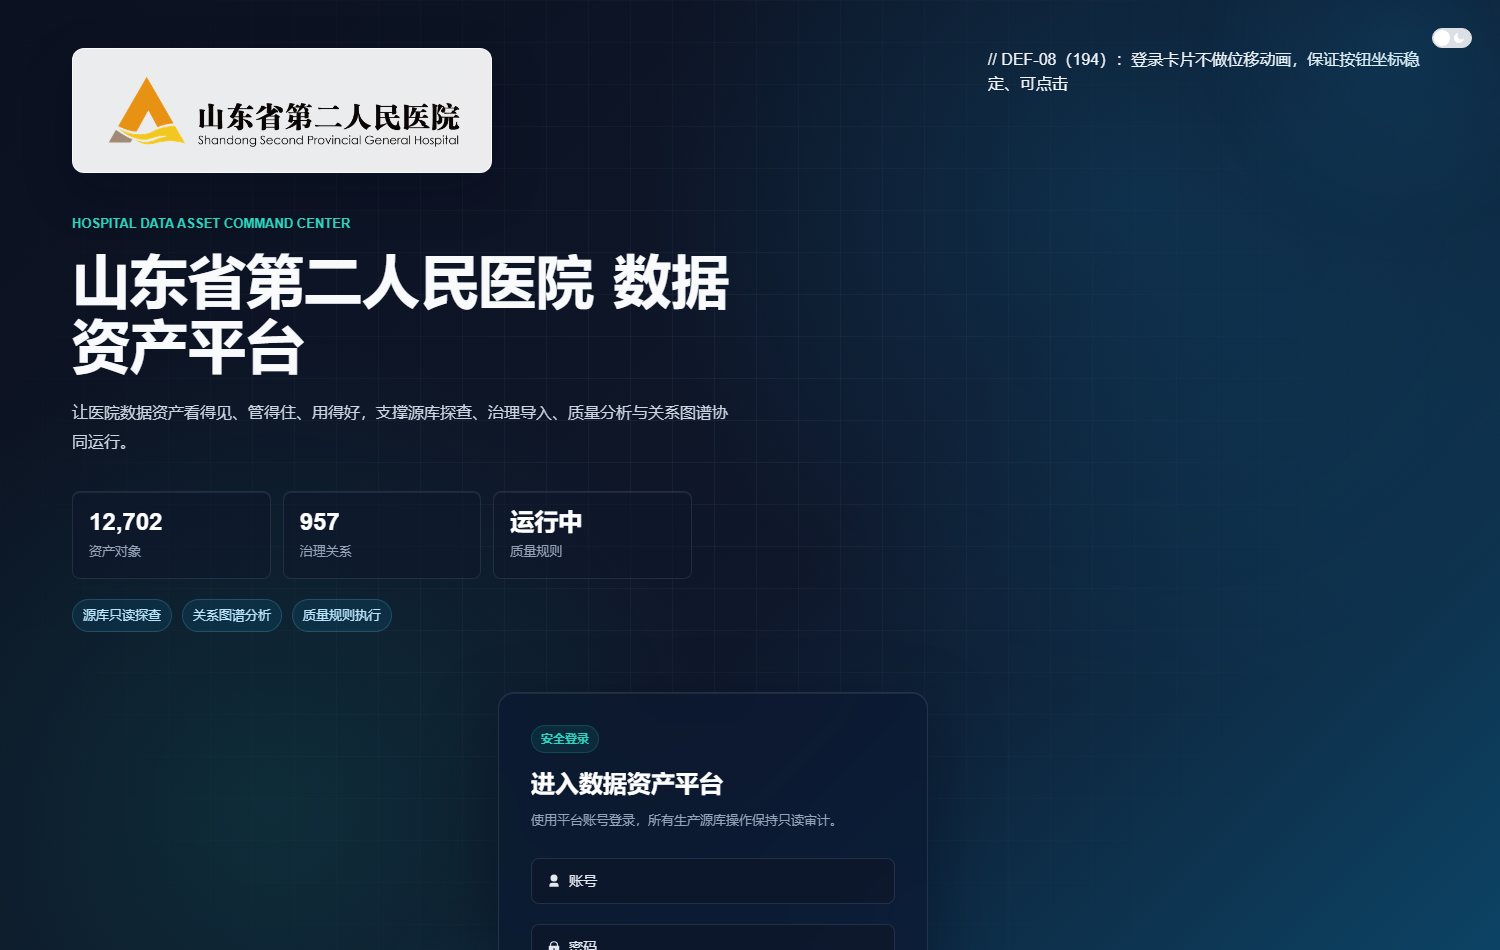 山东省第二人民医院
Shandong Second Provincial General Hospital
// DEF-08（194）：登录卡片不做位移动画，保证按钮坐标稳
定、可点击
HOSPITAL DATA ASSET COMMAND CENTER
山东省第二人民医院 数据
资产平台
让医院数据资产看得见、管得住、用得好，支撑源库探查、治理导入、质量分析与关系图谱协
同运行。
12,702
资产对象
957
治理关系
运行中
质量规则
源库只读探查
关系图谱分析
质量规则执行
安全登录
进入数据资产平台
使用平台账号登录，所有生产源库操作保持只读审计。
账号
密码